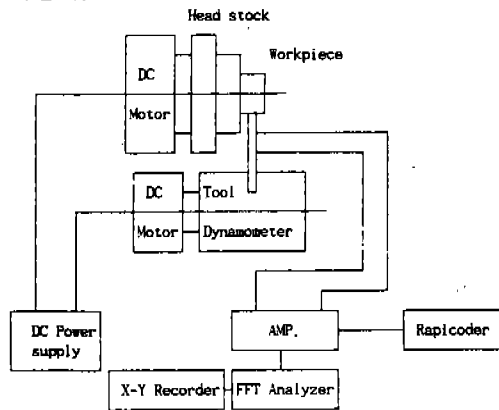 Head stock
Workpiece
DC
Motor
DC
Motor
Tool
Dynamometer
DC Power
supply
AMP.
Rapicoder
X-Y Recorder
FFT Analyzer